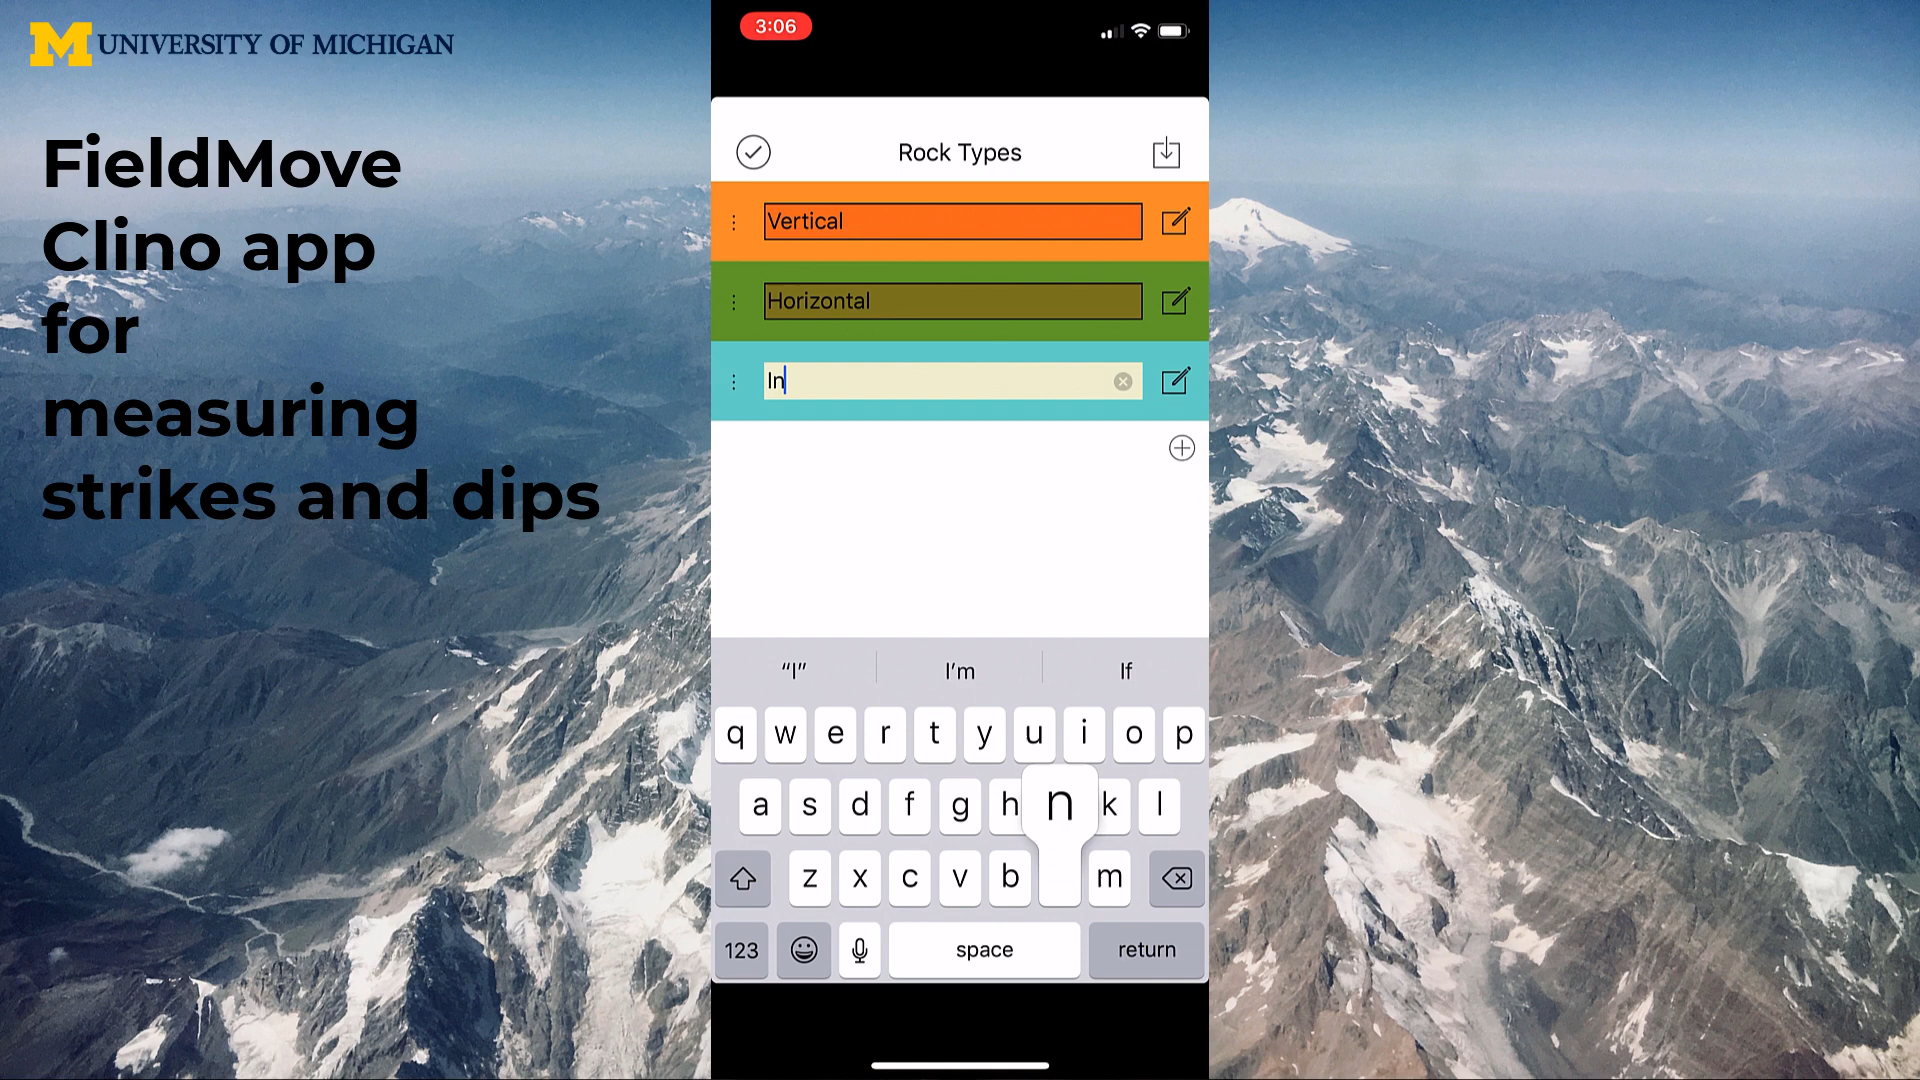 UNIVERSITY OF MICHIGAN
FieldMove
Clino app
for
measuring
strikes and dips
3:06
Rock Types
Vertical
Horizontal
In
“I” I’m If
q w e r t y u i o p
a s d f g h n k l
z x c v b m
123 space return